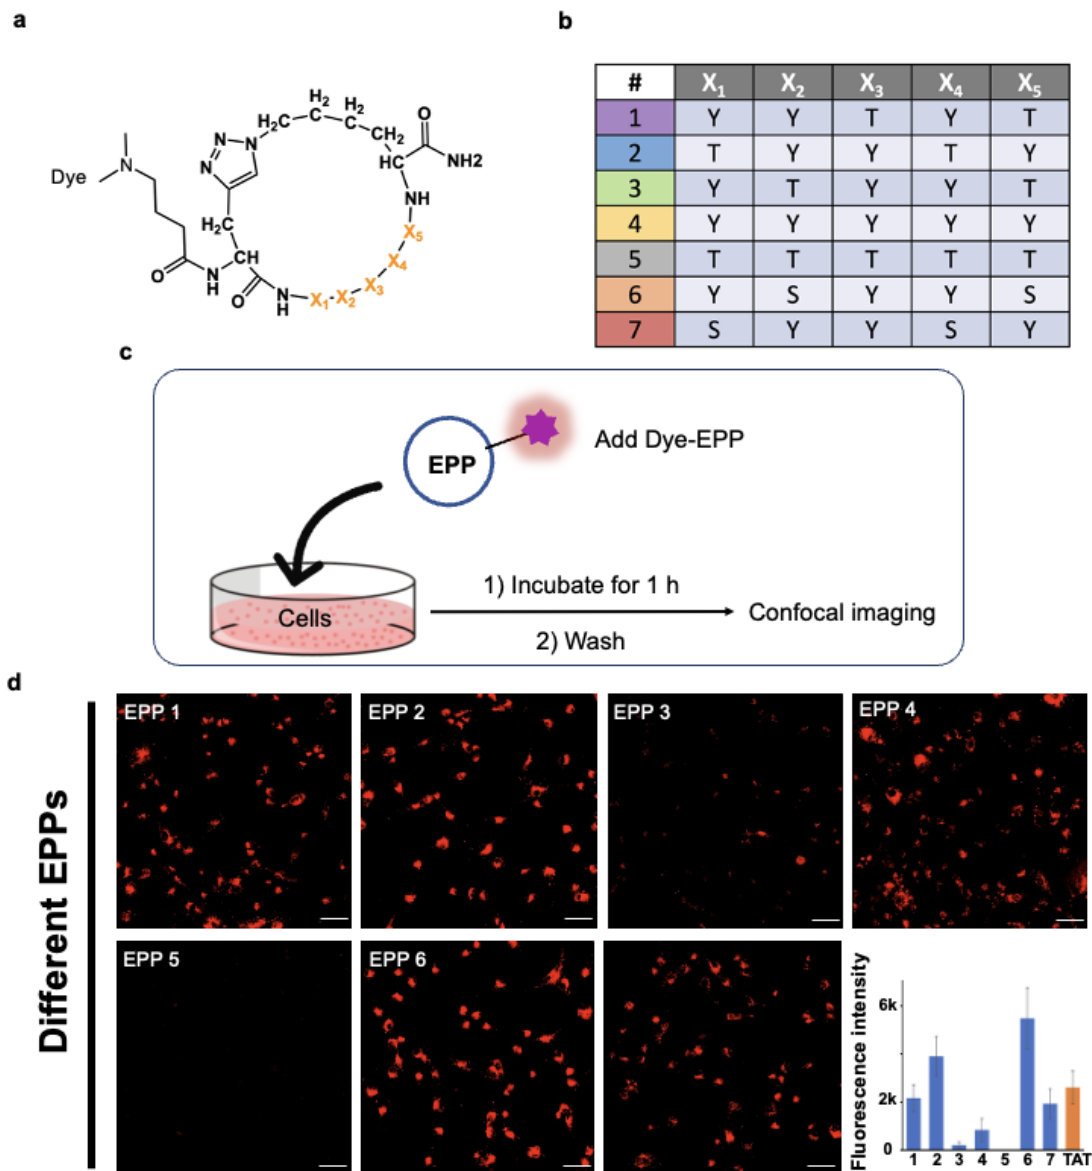 a
H₂
H₂
H₂C
C
C
CH₂
O
N
N
N
HC
NH2
Dye
N
NH
H₂C
X₅
CH
X₄
O
N
H
O
N
H
X₁
X₂
X₃
b
# X₁ X₂ X₃ X₄ X₅
1 Y Y T Y T
2 T Y Y T Y
3 Y T Y Y T
4 Y Y Y Y Y
5 T T T T T
6 Y S Y Y S
7 S Y Y S Y
c
EPP
Add Dye-EPP
Cells
1) Incubate for 1 h
2) Wash
Confocal imaging
d
Different EPPs
EPP 1
EPP 2
EPP 3
EPP 4
EPP 5
EPP 6
Fluorescence intensity
6k
2k
0
1 2 3 4 5 6 7 TAT